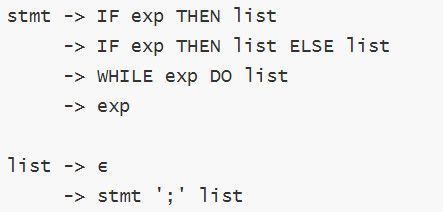 stmt -> IF exp THEN list
-> IF exp THEN list ELSE list
-> WHILE exp DO list
-> exp
list -> ϵ
-> stmt ';' list